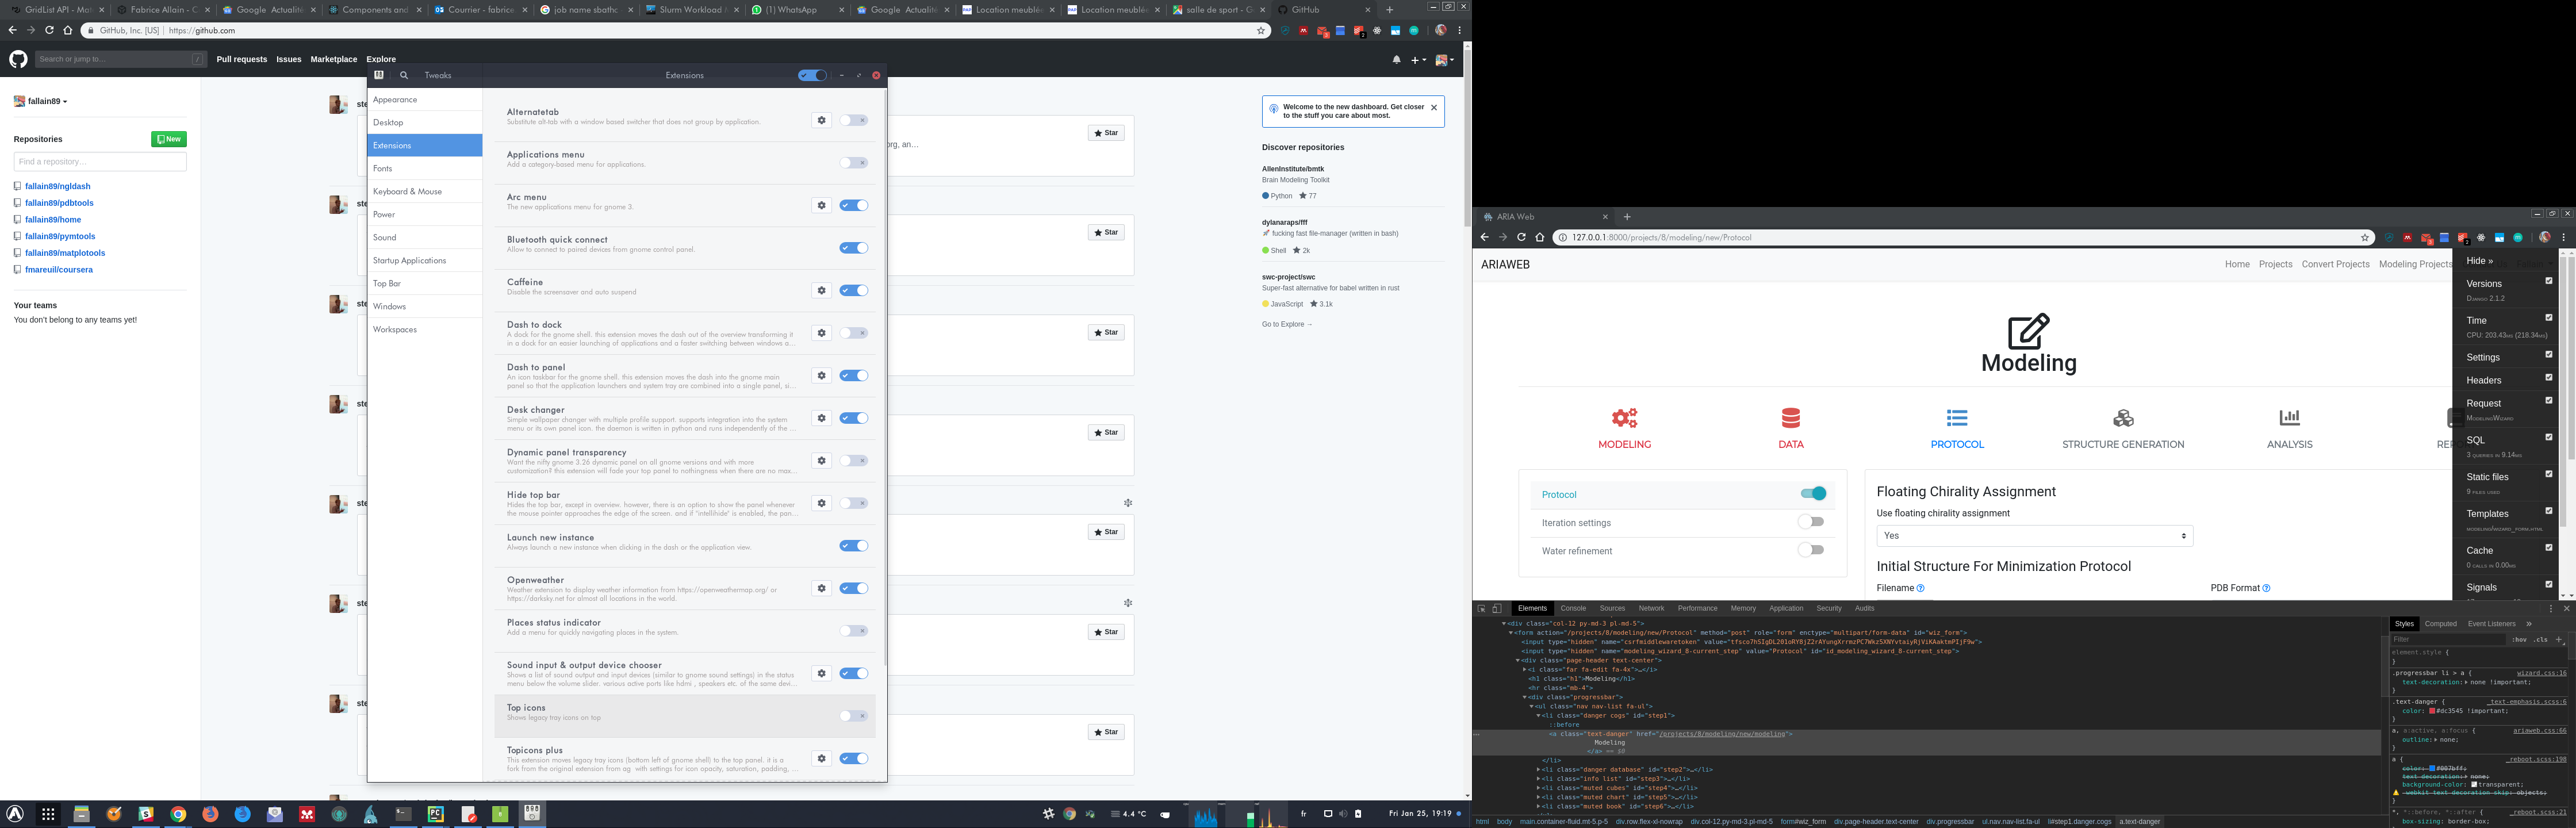 GridList API - Mat
Fabrice Allain - C
Google Actualité
Components and
Courrier - fabrice
job name sbatch
Slurm Workload M
(1) WhatsApp
Google Actualité
Location meublée
Location meublée
salle de sport - G
GitHub
GitHub, Inc. [US] | https://github.com
Search or jump to…
Pull requests Issues Marketplace Explore
fallain89
Repositories
New
Find a repository…
fallain89/ngldash
fallain89/pdbtools
fallain89/home
fallain89/pymtools
fallain89/matplotools
fmareuil/coursera
Your teams
You don't belong to any teams yet!
Tweaks
Extensions
Appearance
Desktop
Extensions
Fonts
Keyboard & Mouse
Power
Sound
Startup Applications
Top Bar
Windows
Workspaces
Alternatetab
Substitute alt-tab with a window based switcher that does not group by application.
Applications menu
Add a category-based menu for applications.
Arc menu
The new applications menu for gnome 3.
Bluetooth quick connect
Allow to connect to paired devices from gnome control panel.
Caffeine
Disable the screensaver and auto suspend
Dash to dock
A dock for the gnome shell. this extension moves the dash out of the overview transforming it
in a dock for an easier launching of applications and a faster switching between windows a...
Dash to panel
An icon taskbar for the gnome shell. this extension moves the dash into the gnome main
panel so that the application launchers and system tray are combined into a single panel, si...
Desk changer
Simple wallpaper changer with multiple profile support. supports integration into the system
menu or its own panel icon. the daemon is written in python and runs independently of the ...
Dynamic panel transparency
Want the nifty gnome 3.26 dynamic panel on all gnome versions and with more
customization? this extension will fade your top panel to nothingness when there are no max...
Hide top bar
Hides the top bar, except in overview. however, there is an option to show the panel whenever
the mouse pointer approaches the edge of the screen. and if "intellihide" is enabled, the pan...
Launch new instance
Always launch a new instance when clicking in the dash or the application view.
Openweather
Weather extension to display weather information from https://openweathermap.org/ or
https://darksky.net for almost all locations in the world.
Places status indicator
Add a menu for quickly navigating places in the system.
Sound input & output device chooser
Shows a list of sound output and input devices (similar to gnome sound settings) in the status
menu below the volume slider. various active ports like hdmi , speakers etc. of the same devi...
Top icons
Shows legacy tray icons on top
Topicons plus
This extension moves legacy tray icons (bottom left of gnome shell) to the top panel. it is a
fork from the original extension from ag with settings for icon opacity, saturation, padding, ...
ste
ste
ste
ste
ste
ste
ste
org, an…
Star
Star
Star
Star
Star
Star
Star
Welcome to the new dashboard. Get closer
to the stuff you care about most.
Discover repositories
AllenInstitute/bmtk
Brain Modeling Toolkit
Python 77
dylanaraps/fff
fucking fast file-manager (written in bash)
Shell 2k
swc-project/swc
Super-fast alternative for babel written in rust
JavaScript 3.1k
Go to Explore →
4.4 °C
fr
Fri Jan 25, 19:19
ARIA Web
127.0.0.1:8000/projects/8/modeling/new/Protocol
ARIAWEB
Home Projects Convert Projects Modeling Projects
Modeling
MODELING
DATA
PROTOCOL
STRUCTURE GENERATION
ANALYSIS
REPO
Protocol
Iteration settings
Water refinement
Floating Chirality Assignment
Use floating chirality assignment
Yes
Initial Structure For Minimization Protocol
Filename
PDB Format
Hide »
Versions
Django 2.1.2
Time
CPU: 203.43ms (218.34ms)
Settings
Headers
Request
ModelingWizard
SQL
3 queries in 9.14ms
Static files
9 files used
Templates
modeling/wizard_form.html
Cache
0 calls in 0.00ms
Signals
Elements Console Sources Network Performance Memory Application Security Audits
<div class="col-12 py-md-3 pl-md-5">
<form action="/projects/8/modeling/new/Protocol" method="post" role="form" enctype="multipart/form-data" id="wiz_form">
<input type="hidden" name="csrfmiddlewaretoken"
<input type="hidden" name="modeling_wizard_8-current_step" value="Protocol" id="id_modeling_wizard_8-current_step">
<div class="page-header text-center">
<i class="far fa-edit fa-4x">…</i>
<h1 class="h1">Modeling</h1>
<hr class="mb-4">
<div class="progressbar">
<ul class="nav nav-list fa-ul">
<li class="danger cogs" id="step1">
::before
<a class="text-danger" href="/projects/8/modeling/new/modeling">
Modeling
</a> == $0
</li>
<li class="danger database" id="step2">…</li>
<li class="info list" id="step3">…</li>
<li class="muted cubes" id="step4">…</li>
<li class="muted chart" id="step5">…</li>
<li class="muted book" id="step6">…</li>
html body main.container-fluid.mt-5.p-5 div.row.flex-xl-nowrap div.col-12.py-md-3.pl-md-5 form#wiz_form div.page-header.text-center div.progressbar ul.nav.nav-list.fa-ul li#step1.danger.cogs a.text-danger
Styles Computed Event Listeners »
Filter
:hov .cls +
element.style {
}
.progressbar li > a { wizard.css:16
text-decoration: none !important;
}
.text-danger { _text-emphasis.scss:6
color: #dc3545 !important;
}
a, a:active, a:focus { ariaweb.css:66
outline: none;
}
a { _reboot.scss:198
color: #007bff;
text-decoration: none;
background-color: transparent;
-webkit-text-decoration-skip: objects;
}
*, *::before, *::after { _reboot.scss:21
box-sizing: border-box;